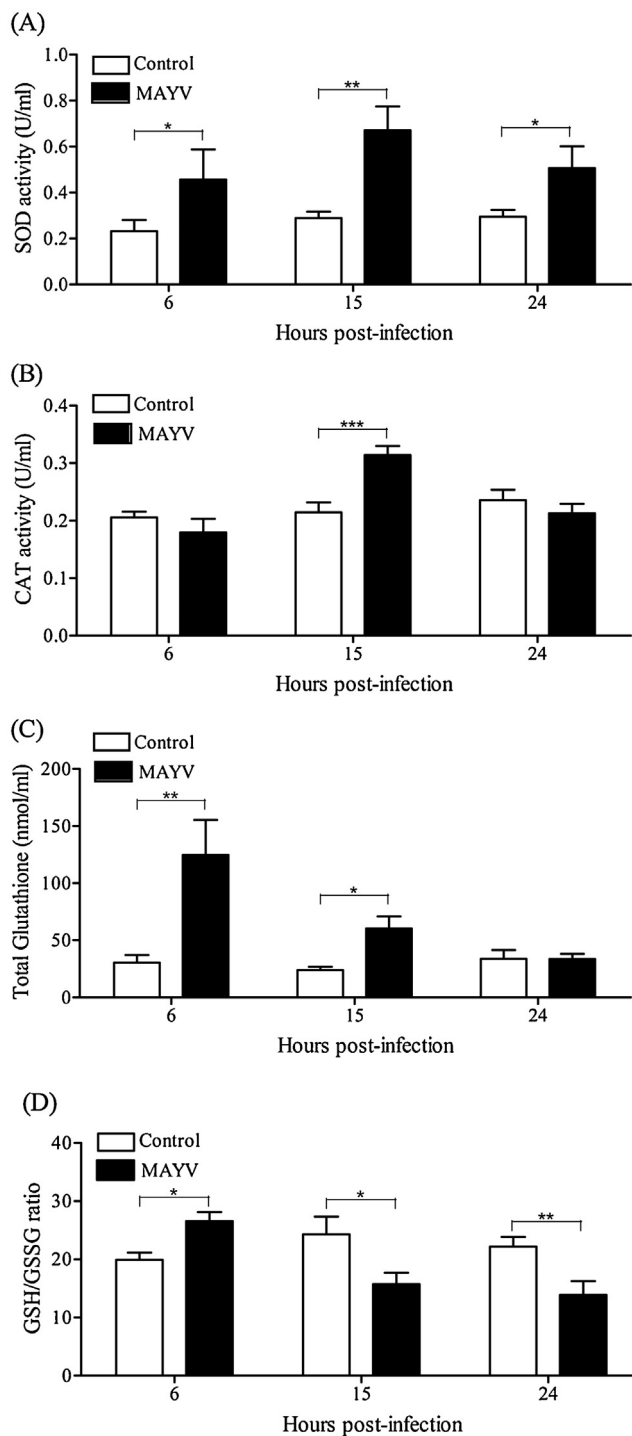 (A)
SOD activity (U/ml)
1.0
0.8
0.6
0.4
0.2
0.0
Control
MAYV
*
**
*
6
15
24
Hours post-infection
(B)
CAT activity (U/ml)
0.4
0.3
0.2
0.1
0.0
Control
MAYV
***
6
15
24
Hours post-infection
(C)
Total Glutathione (nmol/ml)
200
150
100
50
0
Control
MAYV
**
*
6
15
24
Hours post-infection
(D)
GSH/GSSG ratio
40
30
20
10
0
Control
MAYV
*
*
**
6
15
24
Hours post-infection